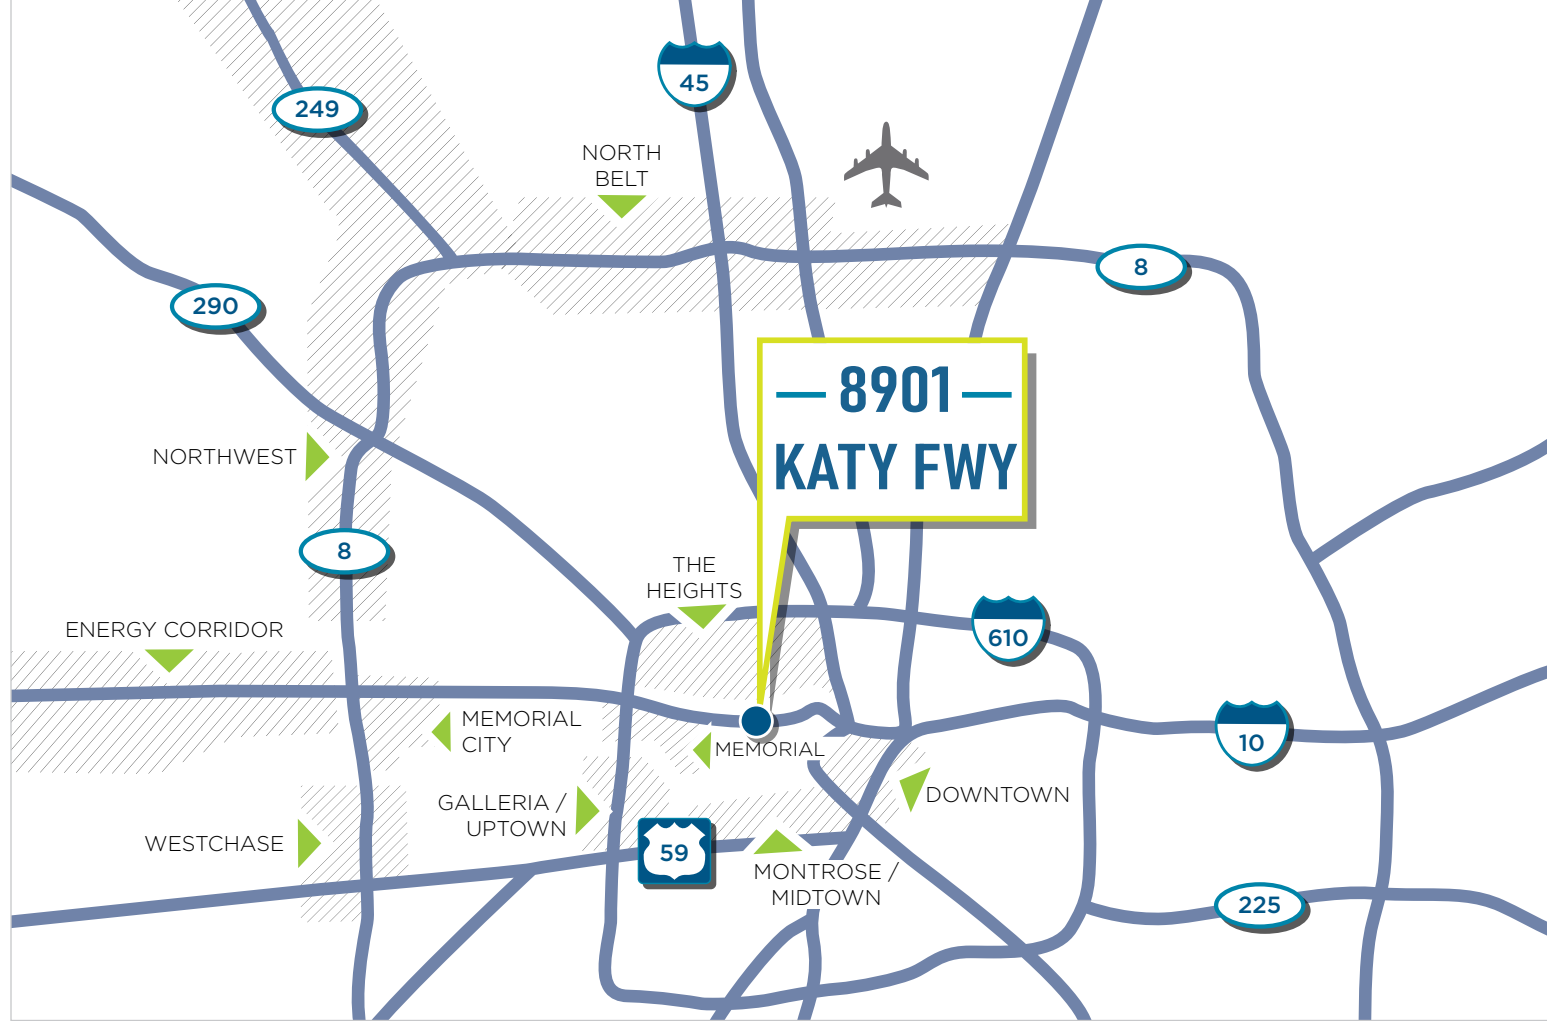 45
249
NORTH
BELT
8
290
8901
KATY FWY
NORTHWEST
8
THE
HEIGHTS
610
ENERGY CORRIDOR
MEMORIAL
CITY
MEMORIAL
10
GALLERIA /
UPTOWN
DOWNTOWN
WESTCHASE
59
MONTROSE /
MIDTOWN
225